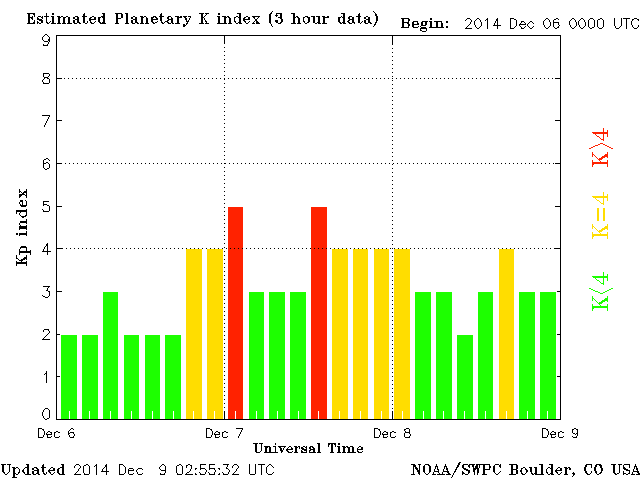 Estimated Planetary K index (3 hour data) Begin: 2014 Dec 06 0000 UTC
9
8
7
6
5
4
3
2
1
0
Kp index
K>4
K=4
K<4
Dec 6 Dec 7 Dec 8 Dec 9
Universal Time
Updated 2014 Dec 9 02:55:32 UTC NOAA/SWPC Boulder, CO USA